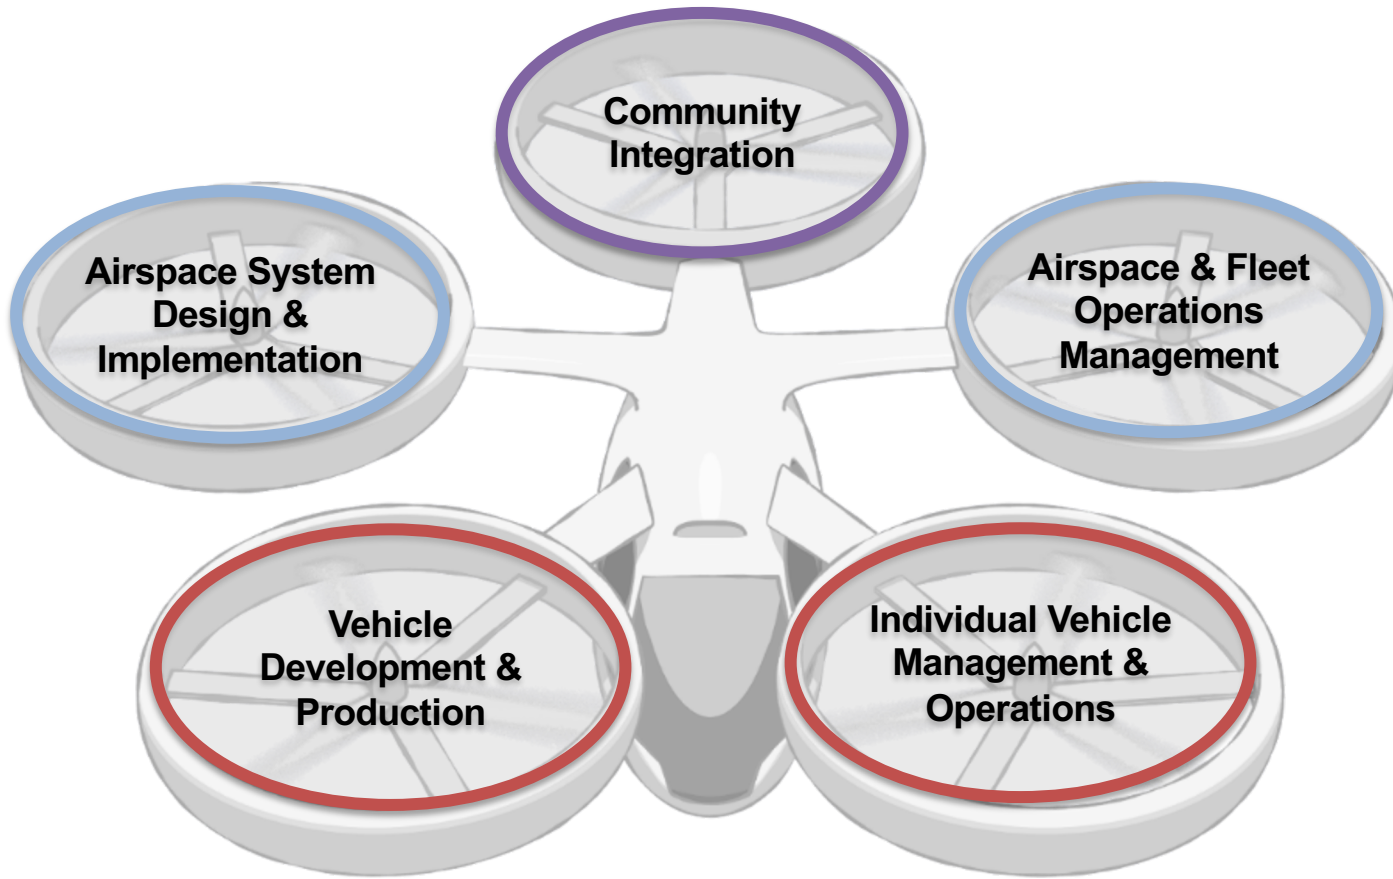 Community
Integration
Airspace System
Design &
Implementation
Airspace & Fleet
Operations
Management
Vehicle
Development &
Production
Individual Vehicle
Management &
Operations